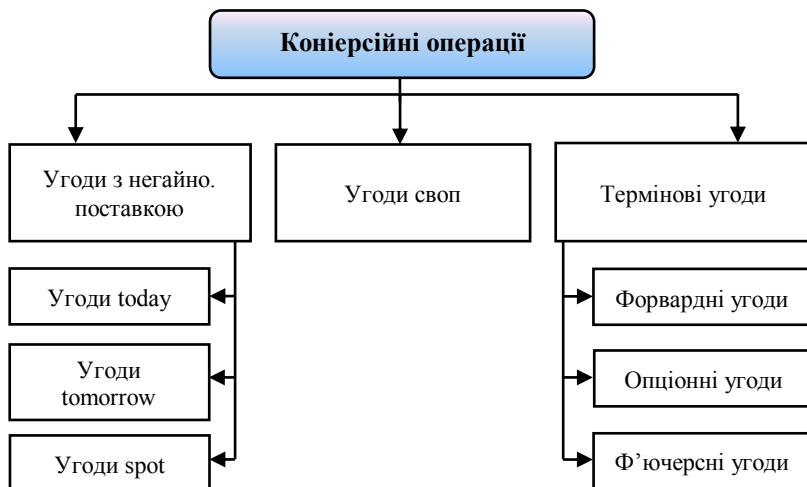 Коніерсійні операції
Угоди з негайно.
поставкою
Угоди своп
Термінові угоди
Угоди today
Форвардні угоди
Угоди
tomorrow
Опціонні угоди
Угоди spot
Ф’ючерсні угоди